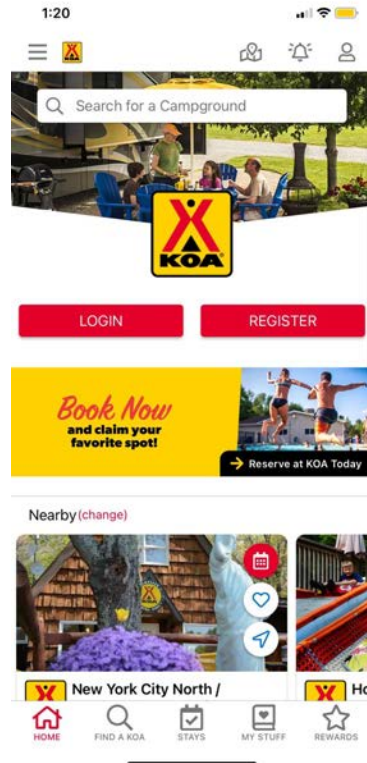 1:20
Search for a Campground
KOA
LOGIN
REGISTER
Book Now
and claim your
favorite spot!
Reserve at KOA Today
Nearby(change)
New York City North /
Ho
HOME
FIND A KOA
STAYS
MY STUFF
REWARDS